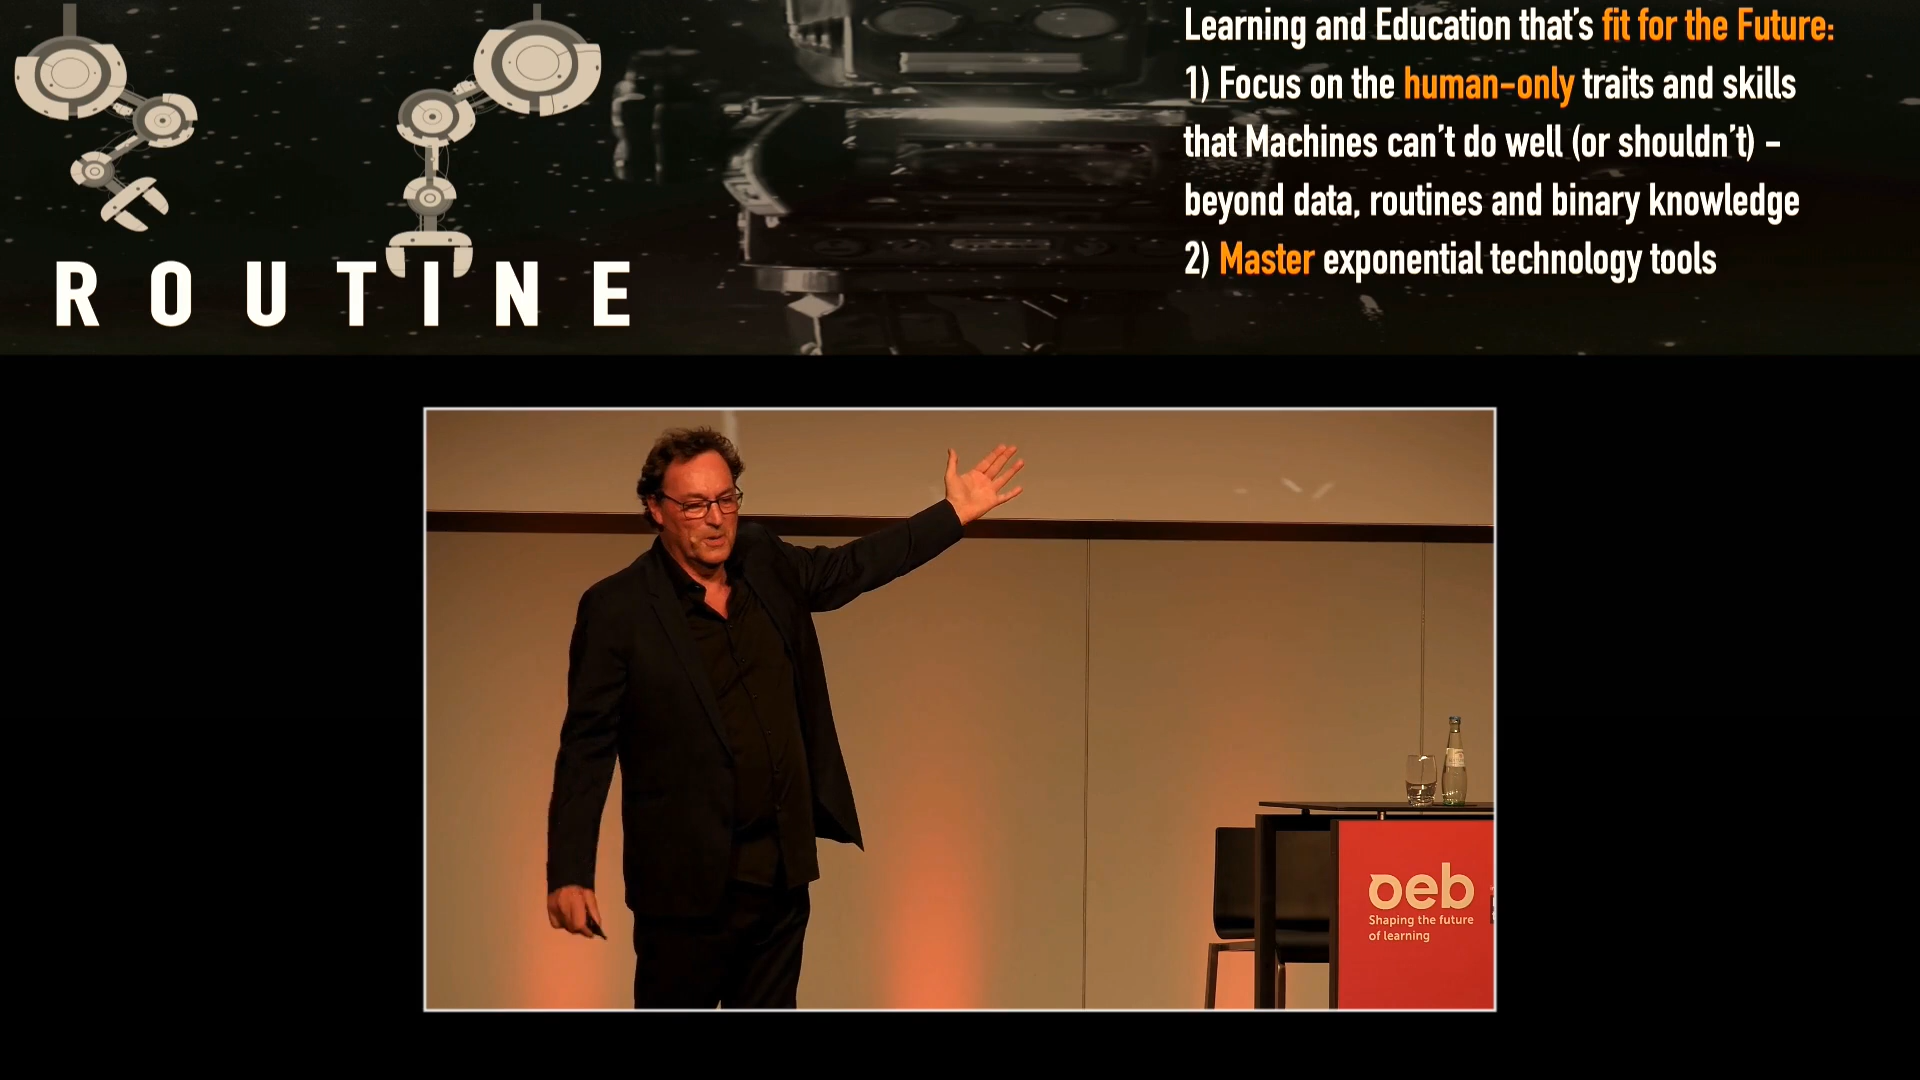 ROUTINE
Learning and Education that's fit for the Future:
1) Focus on the human-only traits and skills
that Machines can't do well (or shouldn't) –
beyond data, routines and binary knowledge
2) Master exponential technology tools
oeb
Shaping the future
of learning